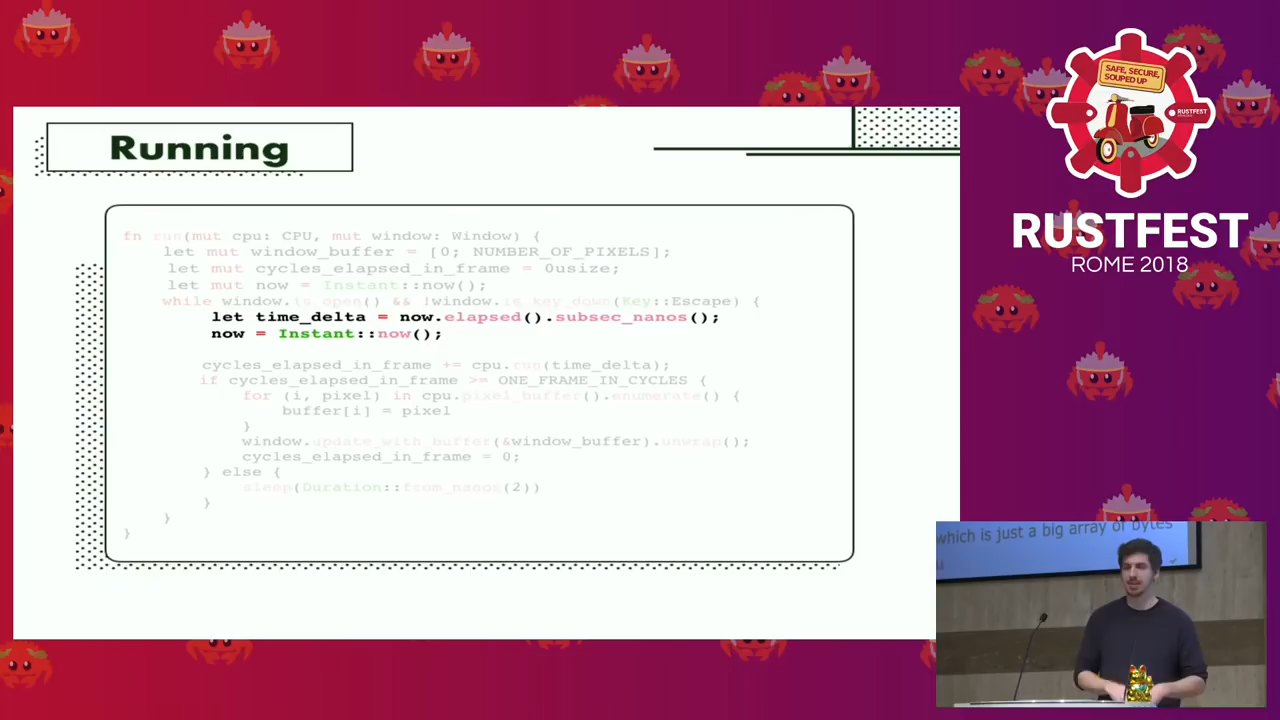 Running
fn run(mut cpu: CPU, mut window: Window) {
let mut window_buffer = [0; NUMBER_OF_PIXELS];
let mut cycles_elapsed_in_frame = 0usize;
let mut now = Instant::now();
while window.is_open() && !window.is_key_down(Key::Escape) {
let time_delta = now.elapsed().subsec_nanos();
now = Instant::now();
cycles_elapsed_in_frame += cpu.run(time_delta);
if cycles_elapsed_in_frame >= ONE_FRAME_IN_CYCLES {
for (i, pixel) in cpu.pixel_buffer().enumerate() {
buffer[i] = pixel
}
window.update_with_buffer(&window_buffer).unwrap();
cycles_elapsed_in_frame = 0;
} else {
sleep(Duration::from_nanos(2))
}
}
}
SAFE, SECURE,
SOUPED UP
RUSTFEST
RUSTFEST
ROME 2018
which is just a big array of bytes